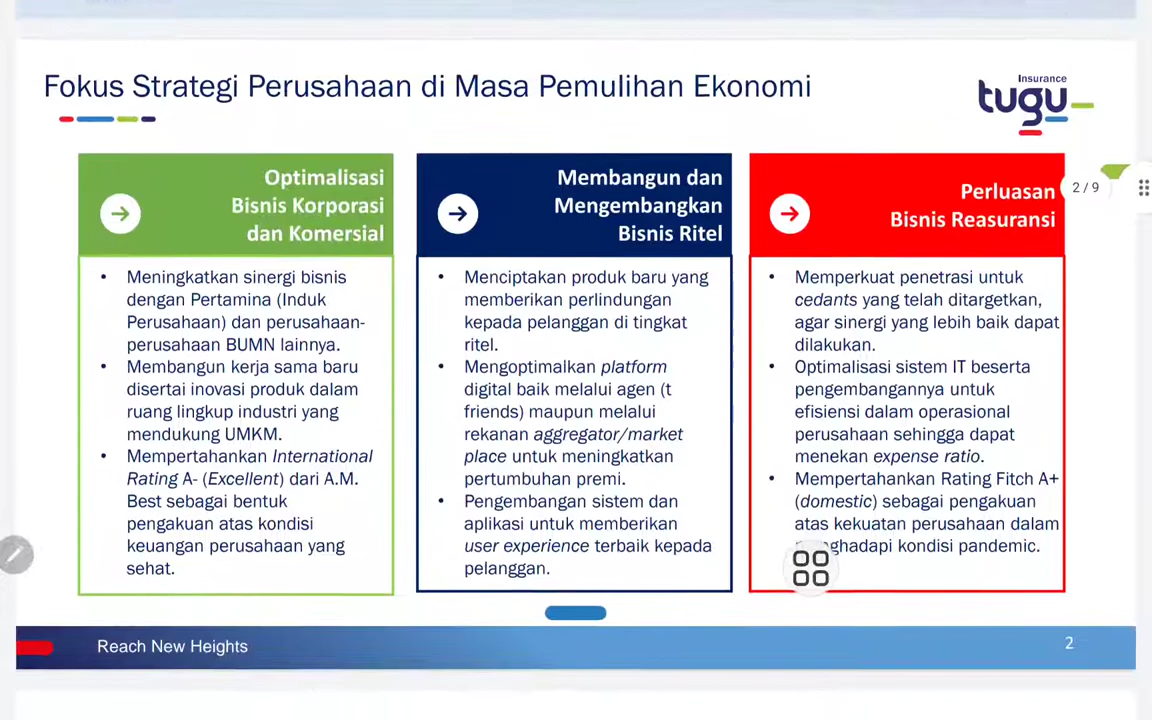 Fokus Strategi Perusahaan di Masa Pemulihan Ekonomi
Insurance
tugu
Optimalisasi
Bisnis Korporasi
dan Komersial
• Meningkatkan sinergi bisnis
dengan Pertamina (Induk
Perusahaan) dan perusahaan-
perusahaan BUMN lainnya.
• Membangun kerja sama baru
disertai inovasi produk dalam
ruang lingkup industri yang
mendukung UMKM.
• Mempertahankan International
Rating A- (Excellent) dari A.M.
Best sebagai bentuk
pengakuan atas kondisi
keuangan perusahaan yang
sehat.
Membangun dan
Mengembangkan
Bisnis Ritel
• Menciptakan produk baru yang
memberikan perlindungan
kepada pelanggan di tingkat
ritel.
• Mengoptimalkan platform
digital baik melalui agen (t
friends) maupun melalui
rekanan aggregator/market
place untuk meningkatkan
pertumbuhan premi.
• Pengembangan sistem dan
aplikasi untuk memberikan
user experience terbaik kepada
pelanggan.
Perluasan
Bisnis Reasuransi
2 / 9
• Memperkuat penetrasi untuk
cedants yang telah ditargetkan,
agar sinergi yang lebih baik dapat
dilakukan.
• Optimalisasi sistem IT beserta
pengembangannya untuk
efisiensi dalam operasional
perusahaan sehingga dapat
menekan expense ratio.
• Mempertahankan Rating Fitch A+
(domestic) sebagai pengakuan
atas kekuatan perusahaan dalam
kondisi pandemic.
Reach New Heights
2